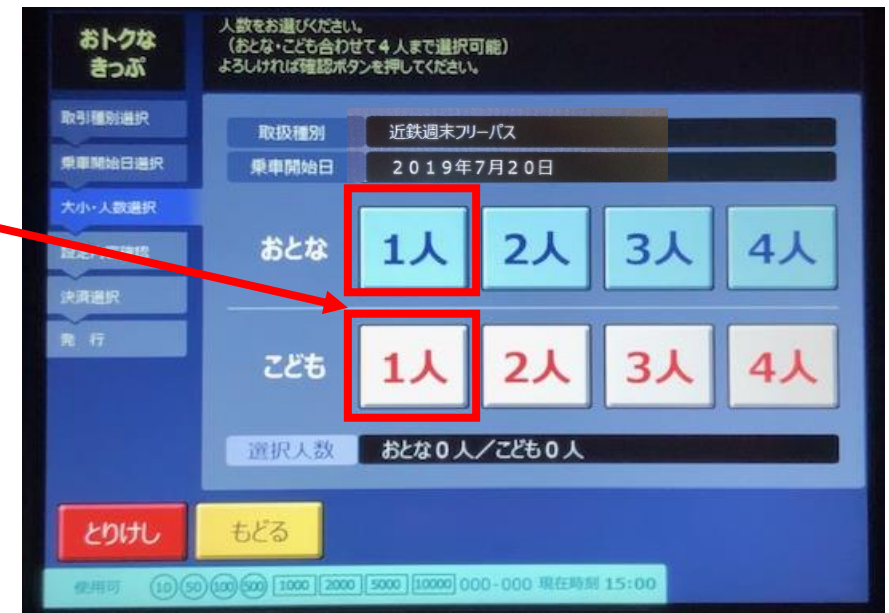 おトクな
きっぷ
人数をお選びください。
（おとな・こども合わせて４人まで選択可能）
よろしければ確認ボタンを押してください。
取引種別選択
乗車開始日選択
大小・人数選択
設定内容確認
決済選択
発 行
取扱種別 近鉄週末フリーパス
乗車開始日 ２０１９年７月２０日
おとな 1人 2人 3人 4人
こども 1人 2人 3人 4人
選択人数 おとな０人／こども０人
とりけし もどる
使用可 10 50 100 500 1000 2000 5000 10000 000-000 現在時刻 15:00